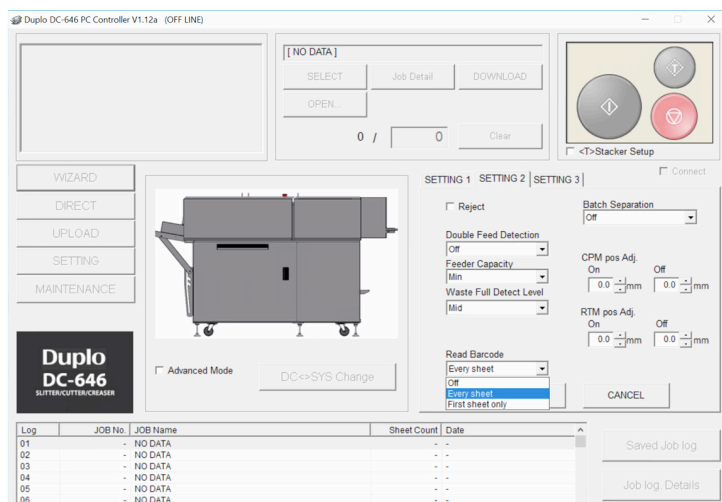 Duplo DC-646 PC Controller V1.12a (OFF LINE)
[ NO DATA ]
SELECT Job Detail DOWNLOAD
OPEN...
0 / 0 Clear
<T>Stacker Setup
Connect
WIZARD
DIRECT
UPLOAD
SETTING
MAINTENANCE
SETTING 1 SETTING 2 SETTING 3
Reject
Batch Separation
Off
Double Feed Detection
Off
Feeder Capacity
Min
Waste Full Detect Level
Mid
CPM pos Adj.
On Off
0.0 mm 0.0 mm
RTM pos Adj.
On Off
0.0 mm 0.0 mm
Read Barcode
Every sheet
Off
Every sheet
First sheet only
CANCEL
Duplo
DC-646
SLITTER/CUTTER/CREASER
Advanced Mode
DC<=>SYS Change
Log JOB No. JOB Name Sheet Count Date
01 - NO DATA - -
02 - NO DATA - -
03 - NO DATA - -
04 - NO DATA - -
05 - NO DATA - -
06 - NO DATA - -
Saved Job log
Job log. Details